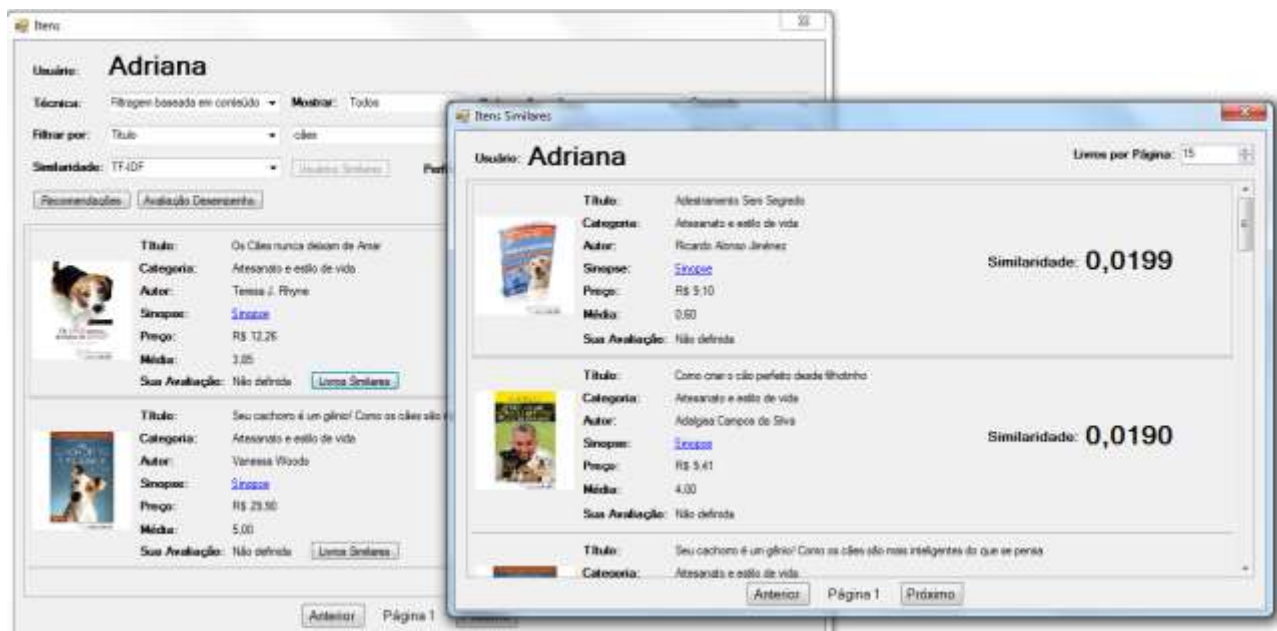 Itens
Usuário: Adriana
Técnica: Filtragem baseada em conteúdo Mostrar: Todos
Filtrar por: Título cães
Similaridade: TF-IDF Usuários Similares
Recomendações Avaliação Desempenho
Título: Os Cães nunca deixam de Amar
Categoria: Artesanato e estilo de vida
Autor: Teresa J. Rhyne
Sinopse: Sinopse
Preço: R$ 12,26
Média: 3,85
Sua Avaliação: Não definida Livros Similares
Título: Seu cachorro é um gênio! Como os cães são
Categoria: Artesanato e estilo de vida
Autor: Vanessa Woods
Sinopse: Sinopse
Preço: R$ 29,90
Média: 5,00
Sua Avaliação: Não definida Livros Similares
Anterior Página 1
Itens Similares
Usuário: Adriana Livros por Página: 15
Título: Adestramento Sem Segredo
Categoria: Artesanato e estilo de vida
Autor: Ricardo Alonso Jiménez
Similaridade: 0,0199
Sinopse: Sinopse
Preço: R$ 9,10
Média: 0,60
Sua Avaliação: Não definida
Título: Como criar o cão perfeito desde filhotinho
Categoria: Artesanato e estilo de vida
Autor: Adalgisa Campos da Silva
Similaridade: 0,0190
Sinopse: Sinopse
Preço: R$ 9,41
Média: 4,00
Sua Avaliação: Não definida
Título: Seu cachorro é um gênio! Como os cães são mais inteligentes do que se pensa
Categoria: Artesanato e estilo de vida
Anterior Página 1 Próximo